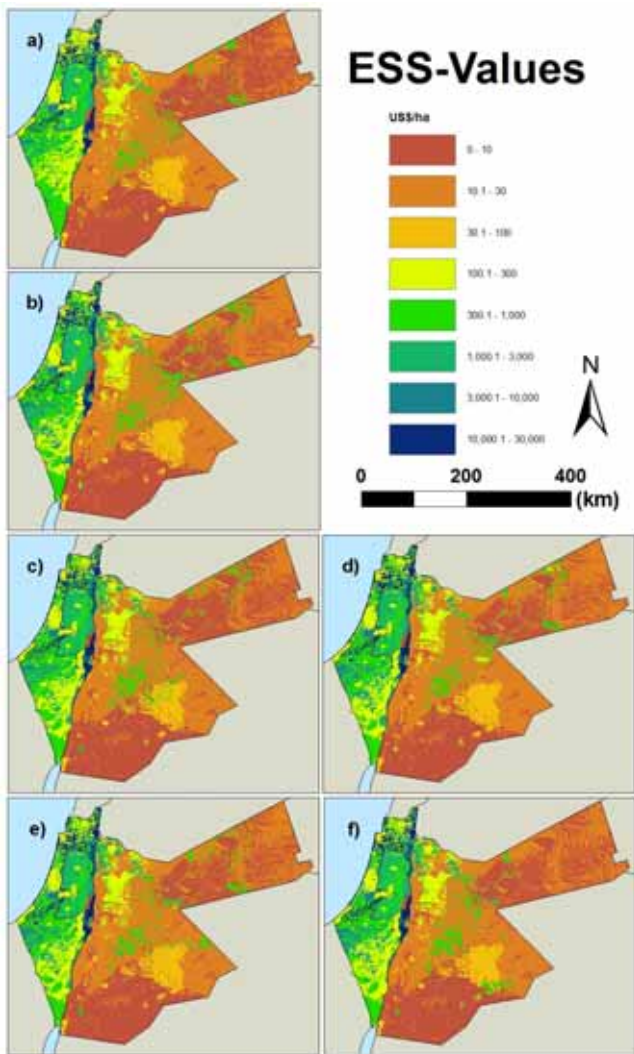 a)
ESS-Values
US$/ha
0 - 10
10.1 - 30
30.1 - 100
100.1 - 300
300.1 - 1,000
1,000.1 - 3,000
3,000.1 - 10,000
10,000.1 - 30,000
b)
N
0 200 400
(km)
c)
d)
e)
f)